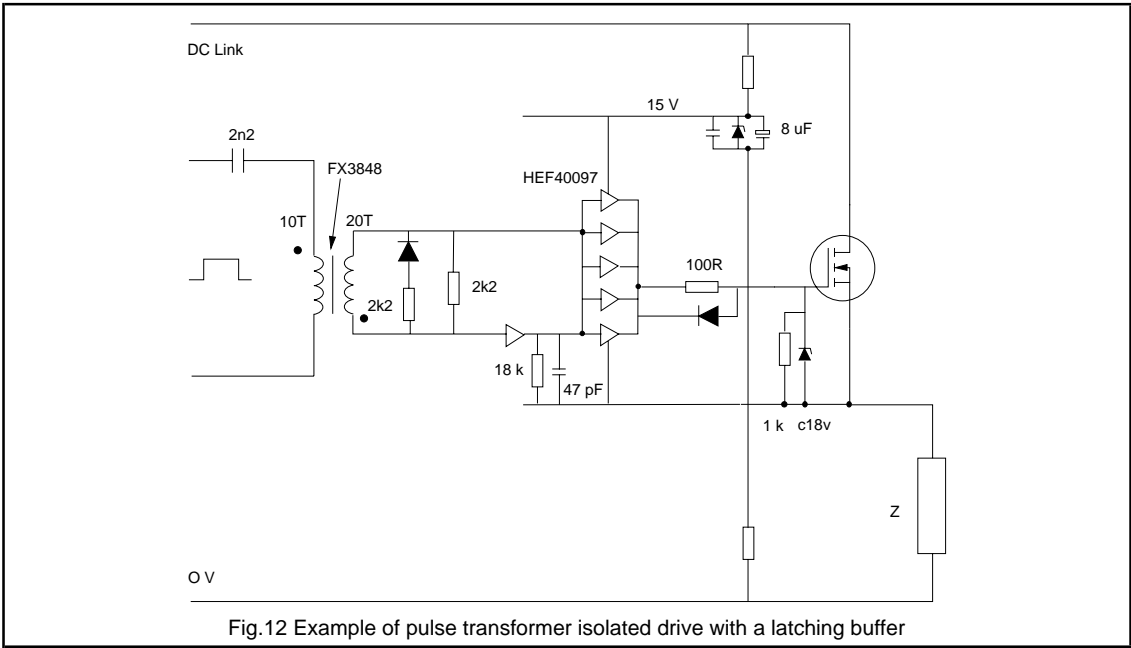 DC Link
15 V
2n2
8 uF
FX3848
HEF40097
10T
20T
100R
2k2
2k2
18 k
47 pF
1 k
c18v
Z
O V
Fig.12 Example of pulse transformer isolated drive with a latching buffer